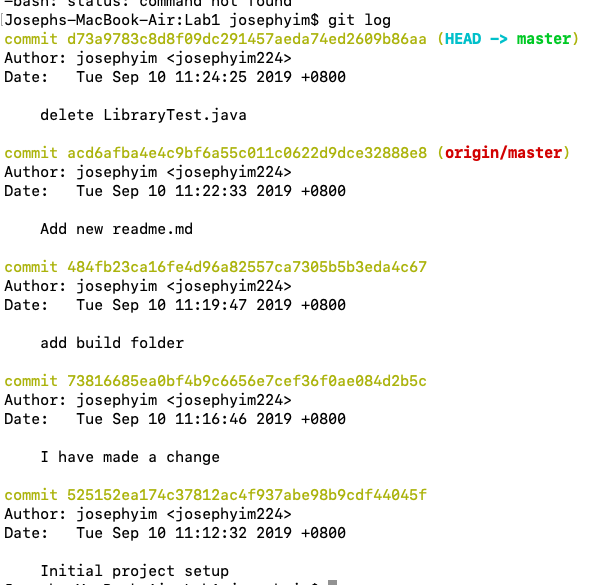 -bash: status: command not found
Josephs-MacBook-Air:Lab1 josephyim$ git log
commit d73a9783c8d8f09dc291457aeda74ed2609b86aa (HEAD -> master)
Author: josephyim <josephyim224>
Date:   Tue Sep 10 11:24:25 2019 +0800
    delete LibraryTest.java
commit acd6afba4e4c9bf6a55c011c0622d9dce32888e8 (origin/master)
Author: josephyim <josephyim224>
Date:   Tue Sep 10 11:22:33 2019 +0800
    Add new readme.md
commit 484fb23ca16fe4d96a82557ca7305b5b3eda4c67
Author: josephyim <josephyim224>
Date:   Tue Sep 10 11:19:47 2019 +0800
    add build folder
commit 73816685ea0bf4b9c6656e7cef36f0ae084d2b5c
Author: josephyim <josephyim224>
Date:   Tue Sep 10 11:16:46 2019 +0800
    I have made a change
commit 525152ea174c37812ac4f937abe98b9cdf44045f
Author: josephyim <josephyim224>
Date:   Tue Sep 10 11:12:32 2019 +0800
    Initial project setup
Josephs-MacBook-Air:Lab1 josephyim$